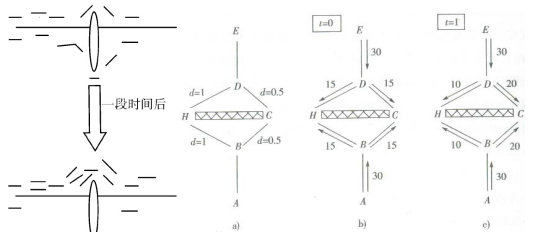 一段时间后
E
D
d=1
d=0.5
H
C
d=1
d=0.5
B
A
a)
t=0
E
30
D
15
15
H
C
15
15
B
30
A
b)
t=1
E
30
D
10
20
H
C
10
20
B
30
A
c)